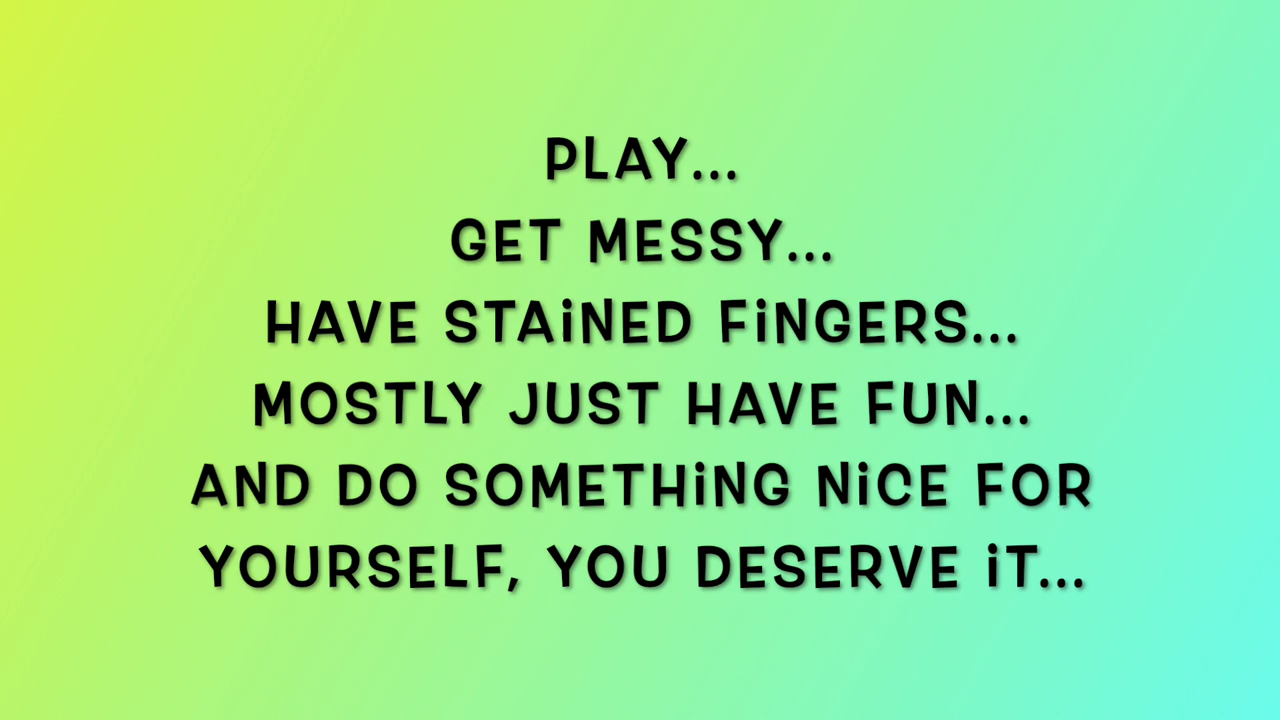 PLAY...
GET MESSY...
HAVE STAiNED FiNGERS...
MOSTLY JUST HAVE FUN...
AND DO SOMETHiNG NiCE FOR
YOURSELF, YOU DESERVE iT...